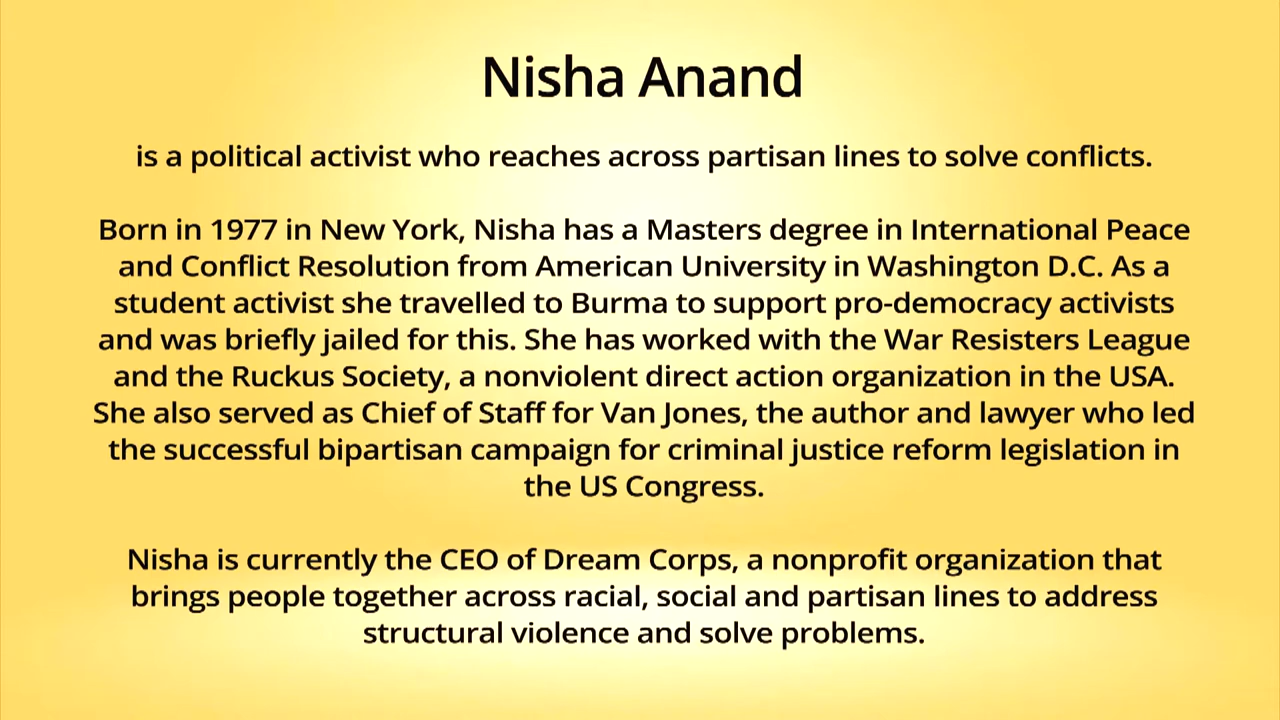 Nisha Anand
is a political activist who reaches across partisan lines to solve conflicts.
Born in 1977 in New York, Nisha has a Masters degree in International Peace
and Conflict Resolution from American University in Washington D.C. As a
student activist she travelled to Burma to support pro-democracy activists
and was briefly jailed for this. She has worked with the War Resisters League
and the Ruckus Society, a nonviolent direct action organization in the USA.
She also served as Chief of Staff for Van Jones, the author and lawyer who led
the successful bipartisan campaign for criminal justice reform legislation in
the US Congress.
Nisha is currently the CEO of Dream Corps, a nonprofit organization that
brings people together across racial, social and partisan lines to address
structural violence and solve problems.